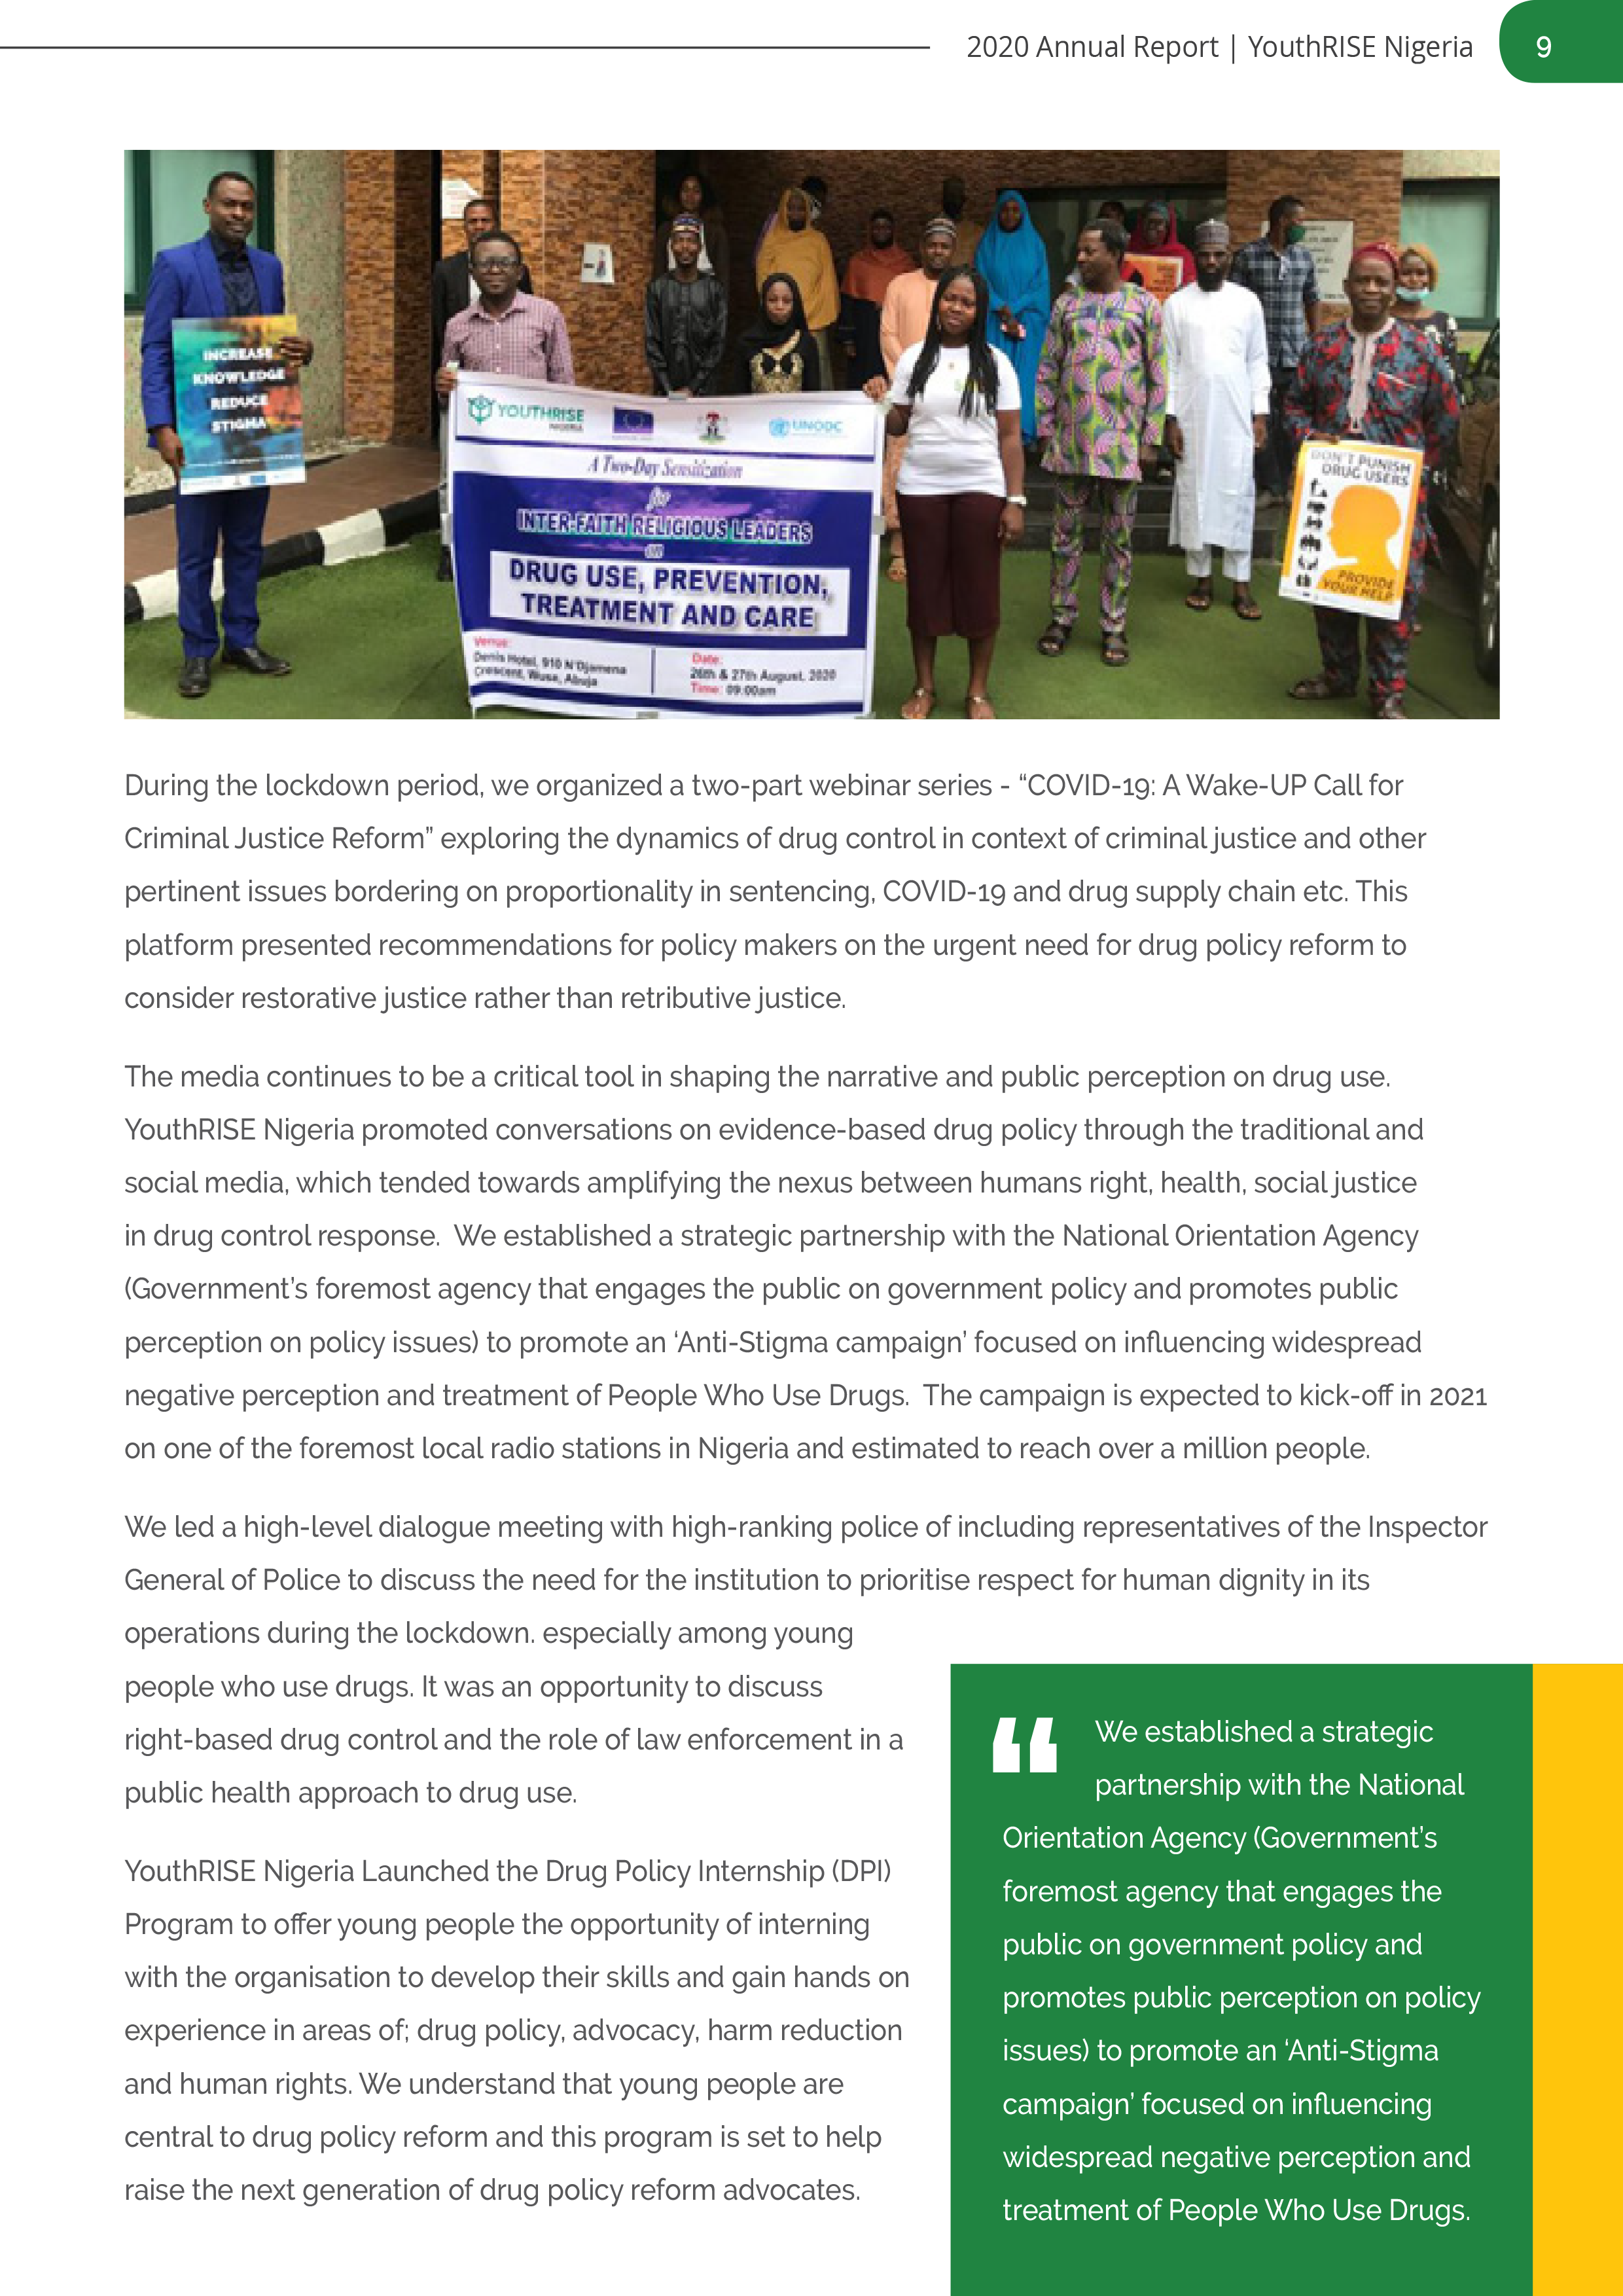 2020 Annual Report | YouthRISE Nigeria
9
INCREASE
KNOWLEDGE
REDUCE
STIGMA
YOUTHRISE
NIGERIA
UNODC
A Two-Day Sensitization
for
INTER-FAITH RELIGIOUS LEADERS
on
DRUG USE, PREVENTION,
TREATMENT AND CARE
Venue:
Denis Hotel, 910 N'Djamena
Crescent, Wuse, Abuja
Date:
26th & 27th August, 2020
Time: 09:00am
DON'T PUNISH
DRUG USERS
PROVIDE
YOUR HELP
During the lockdown period, we organized a two-part webinar series - “COVID-19: A Wake-UP Call for
Criminal Justice Reform” exploring the dynamics of drug control in context of criminal justice and other
pertinent issues bordering on proportionality in sentencing, COVID-19 and drug supply chain etc. This
platform presented recommendations for policy makers on the urgent need for drug policy reform to
consider restorative justice rather than retributive justice.
The media continues to be a critical tool in shaping the narrative and public perception on drug use.
YouthRISE Nigeria promoted conversations on evidence-based drug policy through the traditional and
social media, which tended towards amplifying the nexus between humans right, health, social justice
in drug control response.  We established a strategic partnership with the National Orientation Agency
(Government’s foremost agency that engages the public on government policy and promotes public
perception on policy issues) to promote an ‘Anti-Stigma campaign’ focused on influencing widespread
negative perception and treatment of People Who Use Drugs.  The campaign is expected to kick-off in 2021
on one of the foremost local radio stations in Nigeria and estimated to reach over a million people.
We led a high-level dialogue meeting with high-ranking police of including representatives of the Inspector
General of Police to discuss the need for the institution to prioritise respect for human dignity in its
operations during the lockdown. especially among young
people who use drugs. It was an opportunity to discuss
right-based drug control and the role of law enforcement in a
public health approach to drug use.
YouthRISE Nigeria Launched the Drug Policy Internship (DPI)
Program to offer young people the opportunity of interning
with the organisation to develop their skills and gain hands on
experience in areas of; drug policy, advocacy, harm reduction
and human rights. We understand that young people are
central to drug policy reform and this program is set to help
raise the next generation of drug policy reform advocates.
“ We established a strategic
partnership with the National
Orientation Agency (Government’s
foremost agency that engages the
public on government policy and
promotes public perception on policy
issues) to promote an ‘Anti-Stigma
campaign’ focused on influencing
widespread negative perception and
treatment of People Who Use Drugs.